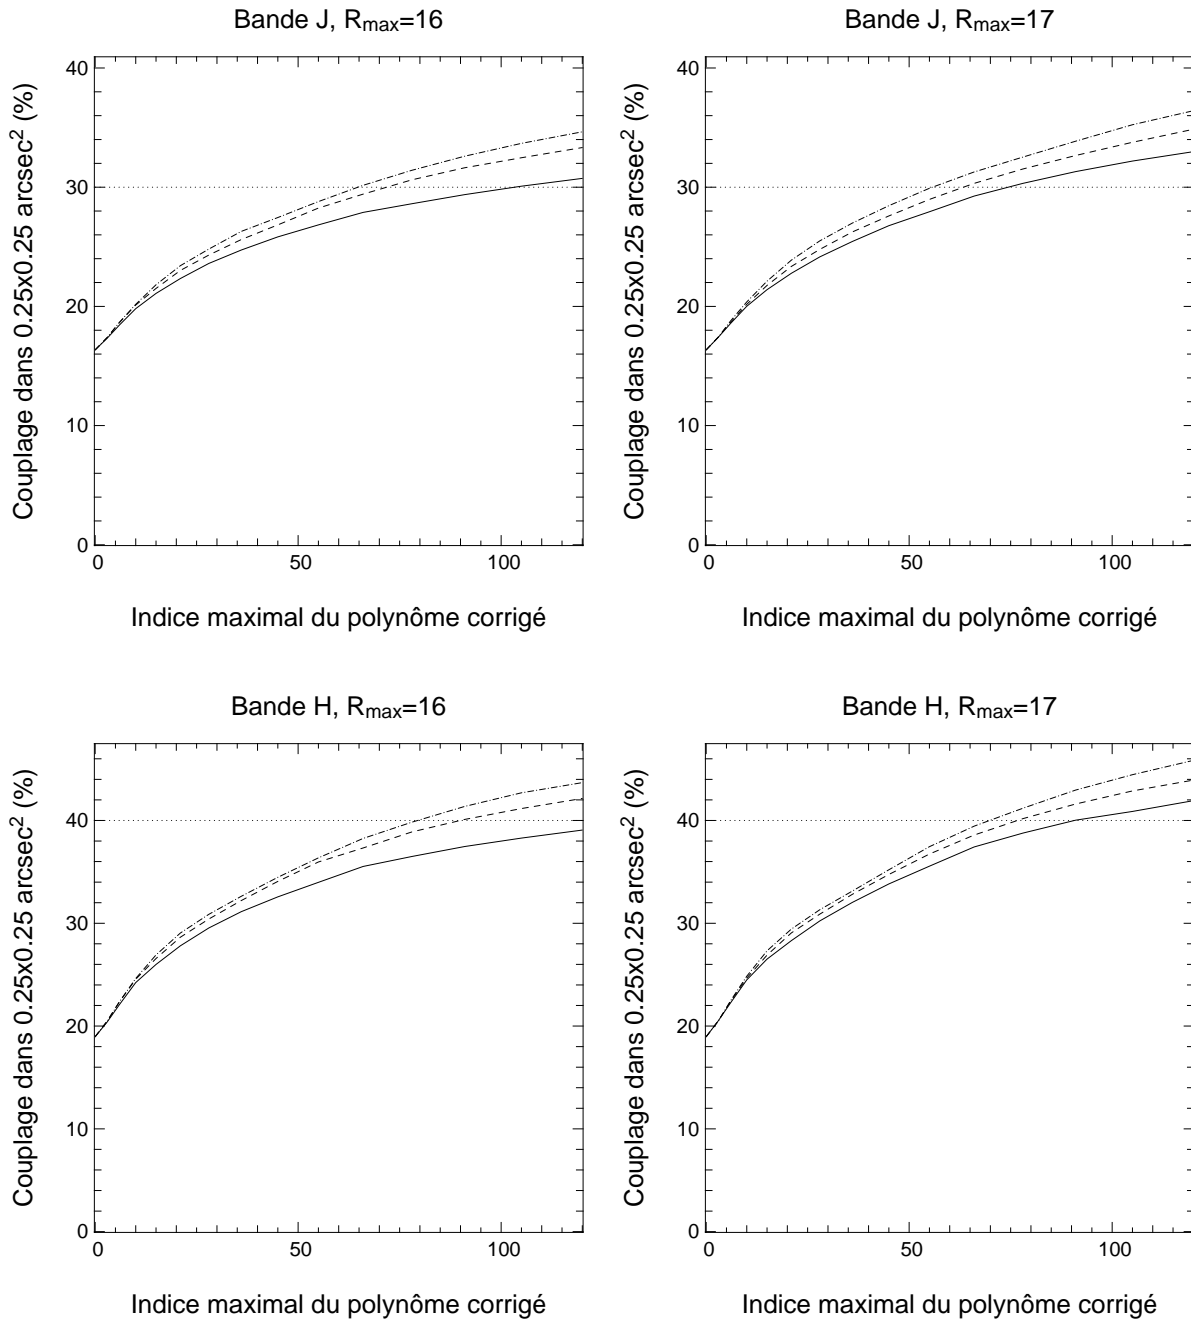 Bande J, Rmax=16
40
30
20
10
0
0 50 100
Couplage dans 0.25x0.25 arcsec2 (%)
Indice maximal du polynôme corrigé
Bande J, Rmax=17
40
30
20
10
0
0 50 100
Couplage dans 0.25x0.25 arcsec2 (%)
Indice maximal du polynôme corrigé
Bande H, Rmax=16
40
30
20
10
0
0 50 100
Couplage dans 0.25x0.25 arcsec2 (%)
Indice maximal du polynôme corrigé
Bande H, Rmax=17
40
30
20
10
0
0 50 100
Couplage dans 0.25x0.25 arcsec2 (%)
Indice maximal du polynôme corrigé